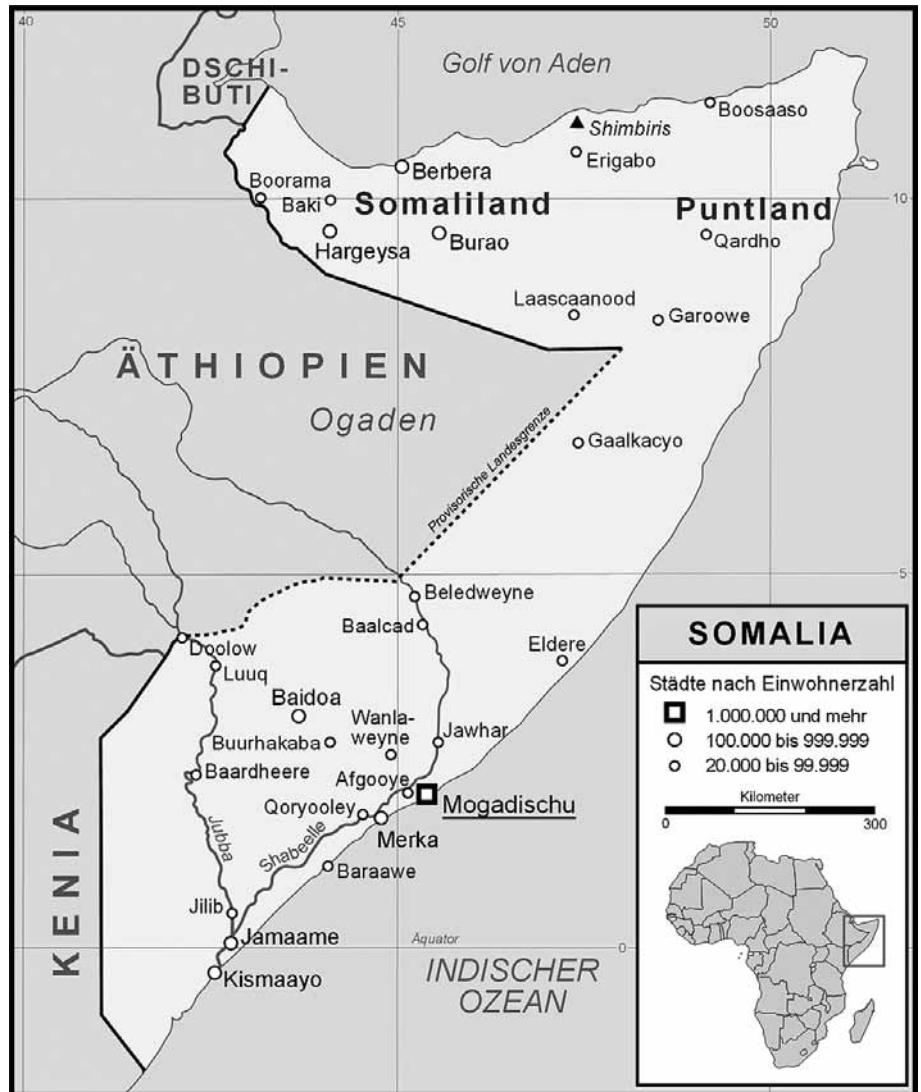 40
45
50
DSCHI-
BUTI
Golf von Aden
Boosaaso
Shimbiris
Erigabo
Berbera
Boorama
Baki
10
Somaliland
Puntland
Hargeysa
Burao
Qardho
Laascaanood
Garoowe
ÄTHIOPIEN
Ogaden
Provisorische Landesgrenze
Gaalkacyo
5
Beledweyne
Baalcad
Doolow
Luuq
Eldere
Baidoa
Wanla-
weyne
Buurhakaba
Jawhar
Baardheere
Afgooye
Qoryooley
Mogadischu
Merka
Jubba
Shabeelle
Baraawe
KENIA
Jilib
Jamaame
Äquator
0
Kismaayo
INDISCHER
OZEAN
SOMALIA
Städte nach Einwohnerzahl
1.000.000 und mehr
100.000 bis 999.999
20.000 bis 99.999
Kilometer
0 300